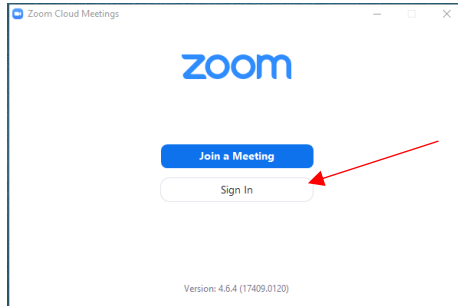 Zoom Cloud Meetings
zoom
Join a Meeting
Sign In
Version: 4.6.4 (17409.0120)